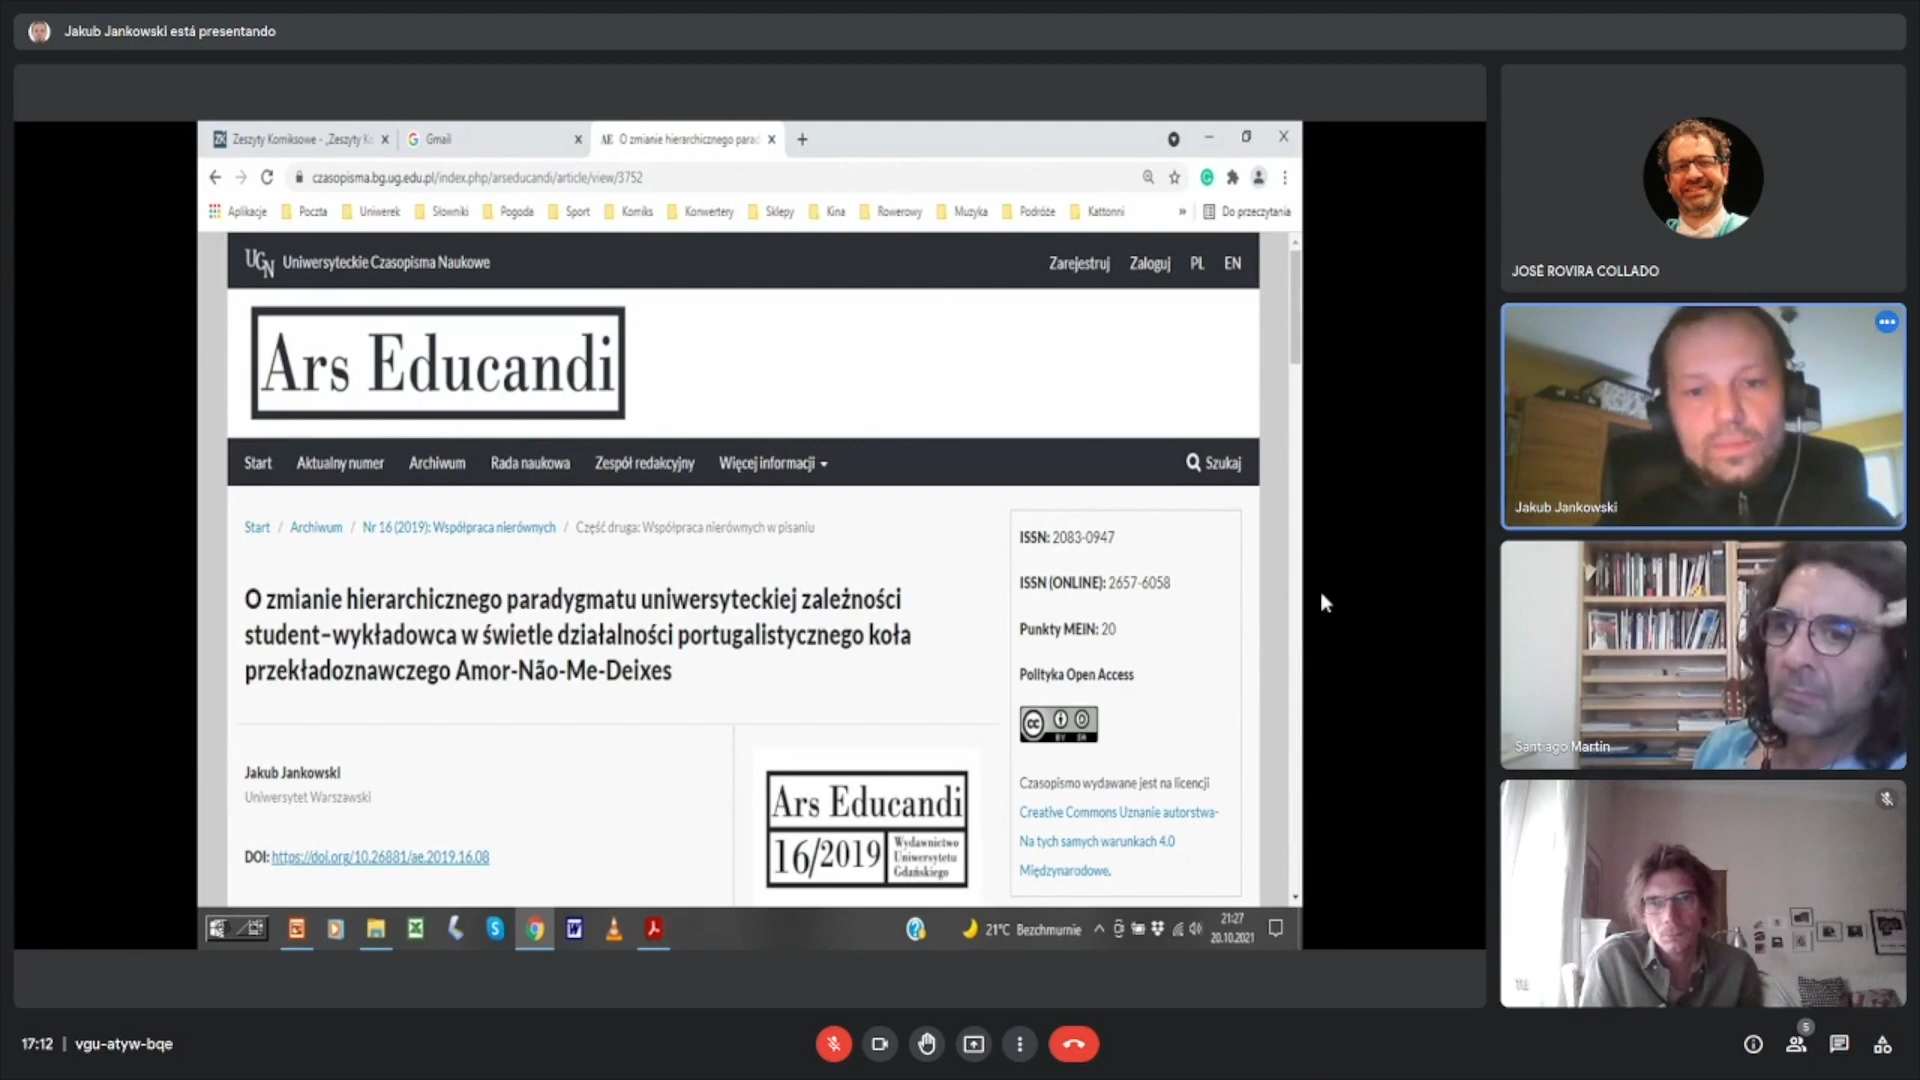 Jakub Jankowski está presentando
Zeszyty Komiksowe - „Zeszyty Ko
Gmail
AE O zmianie hierarchicznego parad
czasopisma.bg.ug.edu.pl/index.php/arseducandi/article/view/3752
Aplikacje Poczta Uniwerek Słowniki Pogoda Sport Komiks Konwertery Sklepy Kina Rowerowy Muzyka Podróże Kattonni » Do przeczytania
Uniwersyteckie Czasopisma Naukowe
Zarejestruj Zaloguj PL EN
Ars Educandi
Start Aktualny numer Archiwum Rada naukowa Zespół redakcyjny Więcej informacji Szukaj
Start / Archiwum / Nr 16 (2019): Współpraca nierównych / Część druga: Współpraca nierównych w pisaniu
O zmianie hierarchicznego paradygmatu uniwersyteckiej zależności
student–wykładowca w świetle działalności portugalistycznego koła
przekładoznawczego Amor-Não-Me-Deixes
Jakub Jankowski
Uniwersytet Warszawski
DOI: https://doi.org/10.26881/ae.2019.16.08
Ars Educandi
16/2019
Wydawnictwo
Uniwersytetu
Gdańskiego
ISSN: 2083-0947
ISSN (ONLINE): 2657-6058
Punkty MEIN: 20
Polityka Open Access
CC BY SA
Czasopismo wydawane jest na licencji
Creative Commons Uznanie autorstwa-
Na tych samych warunkach 4.0
Międzynarodowe.
21°C Bezchmurnie
21:27
20.10.2021
JOSÉ ROVIRA COLLADO
Jakub Jankowski
Santiago Martin
Tú
17:12 | vgu-atyw-bqe
5